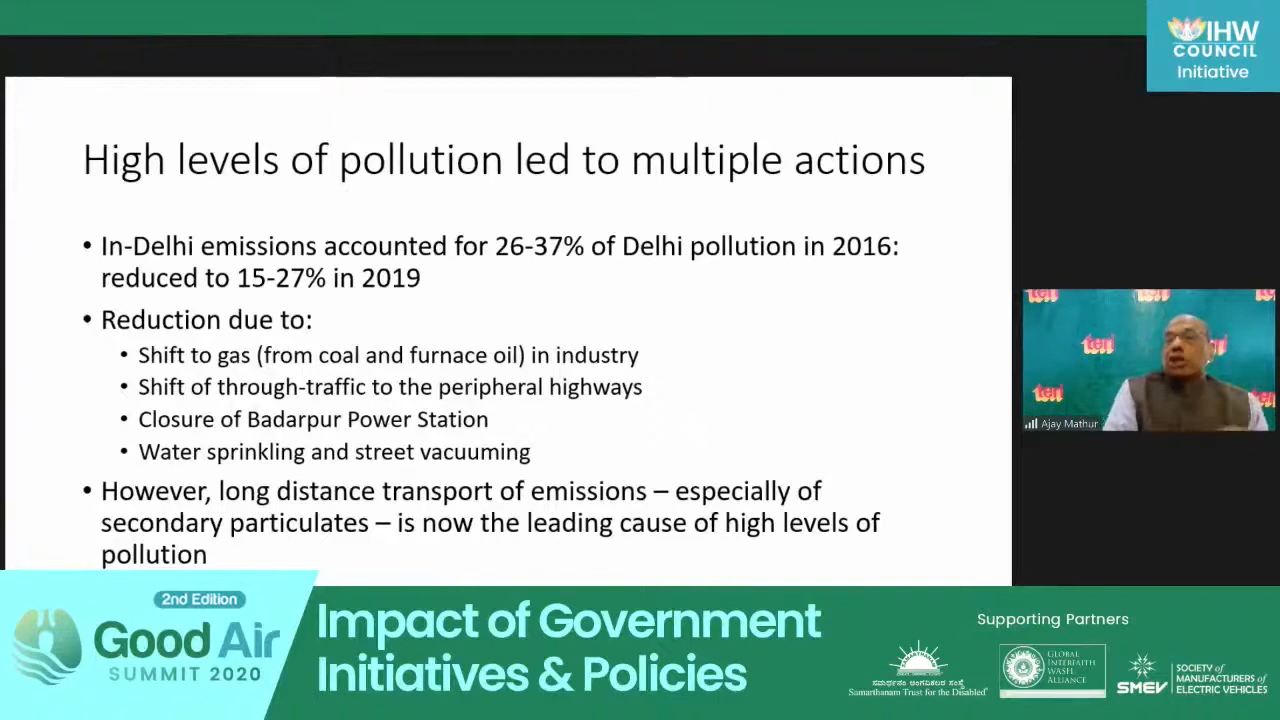 IHW
COUNCIL
Initiative
High levels of pollution led to multiple actions
• In-Delhi emissions accounted for 26-37% of Delhi pollution in 2016:
reduced to 15-27% in 2019
• Reduction due to:
• Shift to gas (from coal and furnace oil) in industry
• Shift of through-traffic to the peripheral highways
• Closure of Badarpur Power Station
• Water sprinkling and street vacuuming
• However, long distance transport of emissions – especially of
secondary particulates – is now the leading cause of high levels of
pollution
teri
teri
Ajay Mathur
2nd Edition
Good Air
SUMMIT 2020
Impact of Government
Initiatives & Policies
Supporting Partners
Samarthanam Trust for the Disabled
GLOBAL
INTERFAITH
WASH
ALLIANCE
SMEV
SOCIETY of
MANUFACTURERS of
ELECTRIC VEHICLES